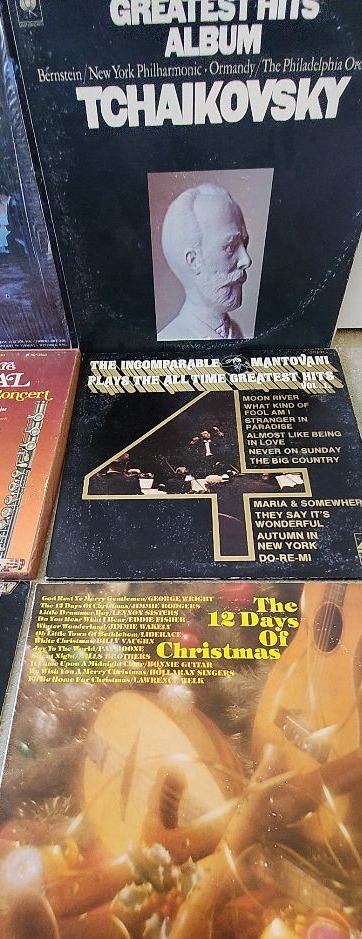 GREATEST HITS
ALBUM
Bernstein/New York Philharmonic · Ormandy/The Philadelphia Orc
TCHAIKOVSKY
AL
Concert
THE INCOMPARABLE MANTOVANI
PLAYS THE ALL TIME GREATEST HITS
VOL.
4
MOON RIVER
WHAT KIND OF
FOOL AM I
STRANGER IN
PARADISE
ALMOST LIKE BEING
IN LOVE
NEVER ON SUNDAY
THE BIG COUNTRY
MARIA & SOMEWHER
THEY SAY IT'S
WONDERFUL
AUTUMN IN
NEW YORK
DO-RE-MI
The
12 Days
Of
Christmas
God Rest Ye Merry Gentlemen/GEORGE WRIGHT
The 12 Days Of Christmas/JIMMIE RODGERS
Little Drummer Boy/LENNON SISTERS
Do You Hear What I Hear/EDDIE FISHER
Winter Wonderland/JIMMIE WAKELY
Oh Little Town Of Bethlehem/LIBERACE
White Christmas/BILLY VAUGHN
Joy To The World/PAT BOONE
Silent Night/MILLS BROTHERS
It Came Upon A Midnight Clear/BONNIE GUITAR
We Wish You A Merry Christmas/HOLLARAN SINGERS
I'll Be Home For Christmas/LAWRENCE WELK